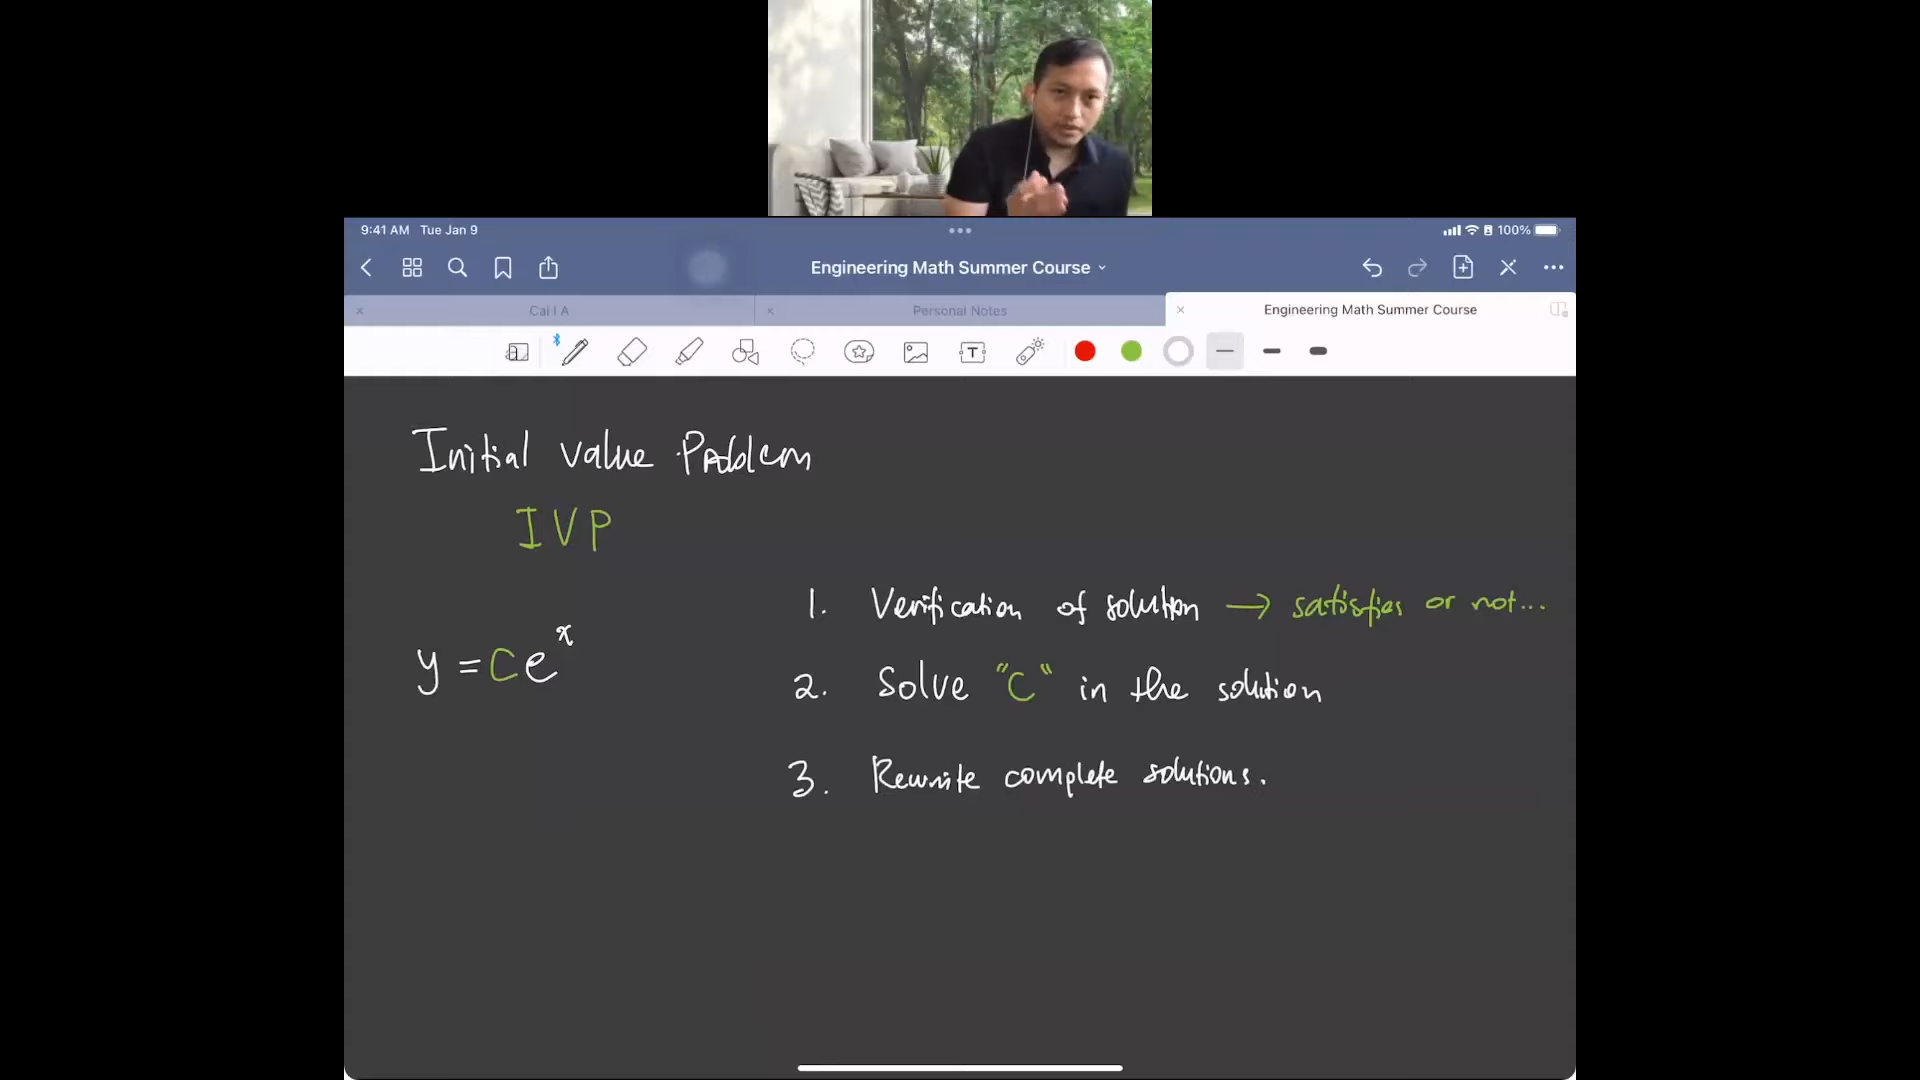 9:41 AM Tue Jan 9
100%
Engineering Math Summer Course
Cal I A
Personal Notes
Engineering Math Summer Course
Initial Value Problem
IVP
y = Ce^x
1. Verification of solution → satisfies or not...
2. Solve "C" in the solution
3. Rewrite complete solutions.